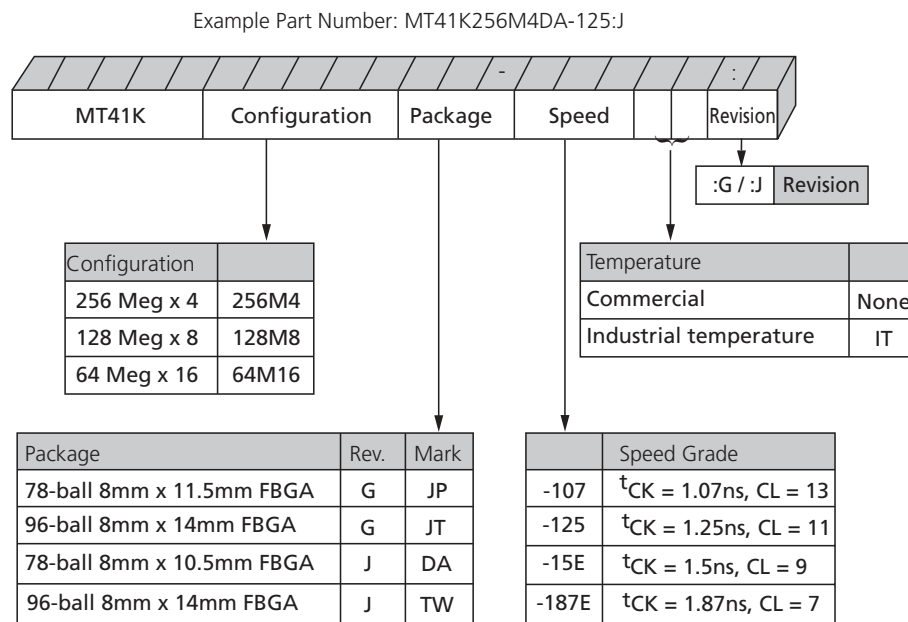 Example Part Number: MT41K256M4DA-125:J
- :
MT41K Configuration Package Speed Revision
:G / :J Revision
Configuration
256 Meg x 4 256M4
128 Meg x 8 128M8
64 Meg x 16 64M16
Temperature
Commercial None
Industrial temperature IT
Package Rev. Mark
78-ball 8mm x 11.5mm FBGA G JP
96-ball 8mm x 14mm FBGA G JT
78-ball 8mm x 10.5mm FBGA J DA
96-ball 8mm x 14mm FBGA J TW
Speed Grade
-107 tCK = 1.07ns, CL = 13
-125 tCK = 1.25ns, CL = 11
-15E tCK = 1.5ns, CL = 9
-187E tCK = 1.87ns, CL = 7